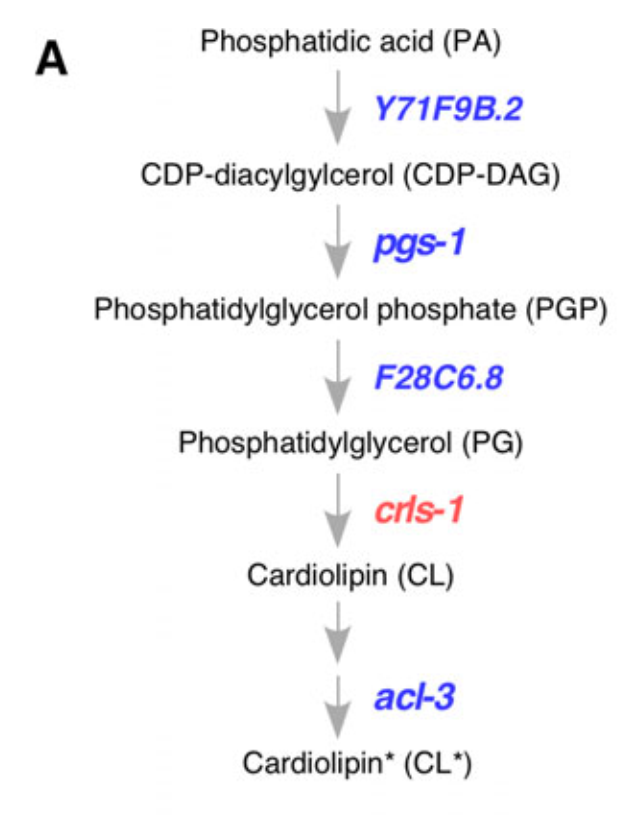 A
Phosphatidic acid (PA)
Y71F9B.2
CDP-diacylgylcerol (CDP-DAG)
pgs-1
Phosphatidylglycerol phosphate (PGP)
F28C6.8
Phosphatidylglycerol (PG)
crls-1
Cardiolipin (CL)
acl-3
Cardiolipin* (CL*)